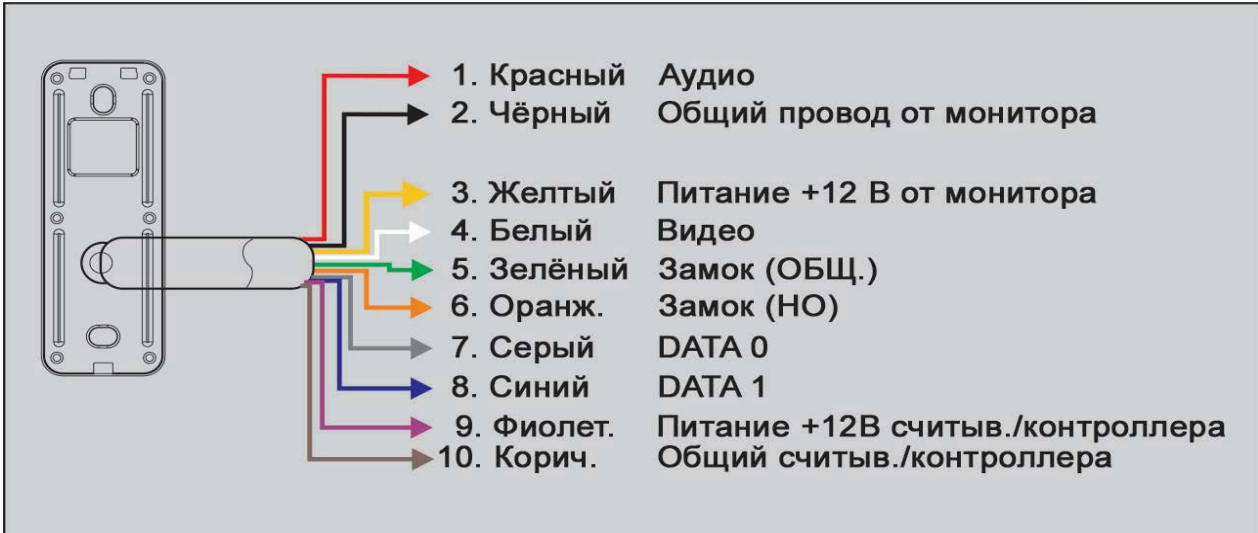 1. Красный Аудио
2. Чёрный Общий провод от монитора
3. Желтый Питание +12 В от монитора
4. Белый Видео
5. Зелёный Замок (ОБЩ.)
6. Оранж. Замок (НО)
7. Серый DATA 0
8. Синий DATA 1
9. Фиолет. Питание +12В считыв./контроллера
10. Корич. Общий считыв./контроллера